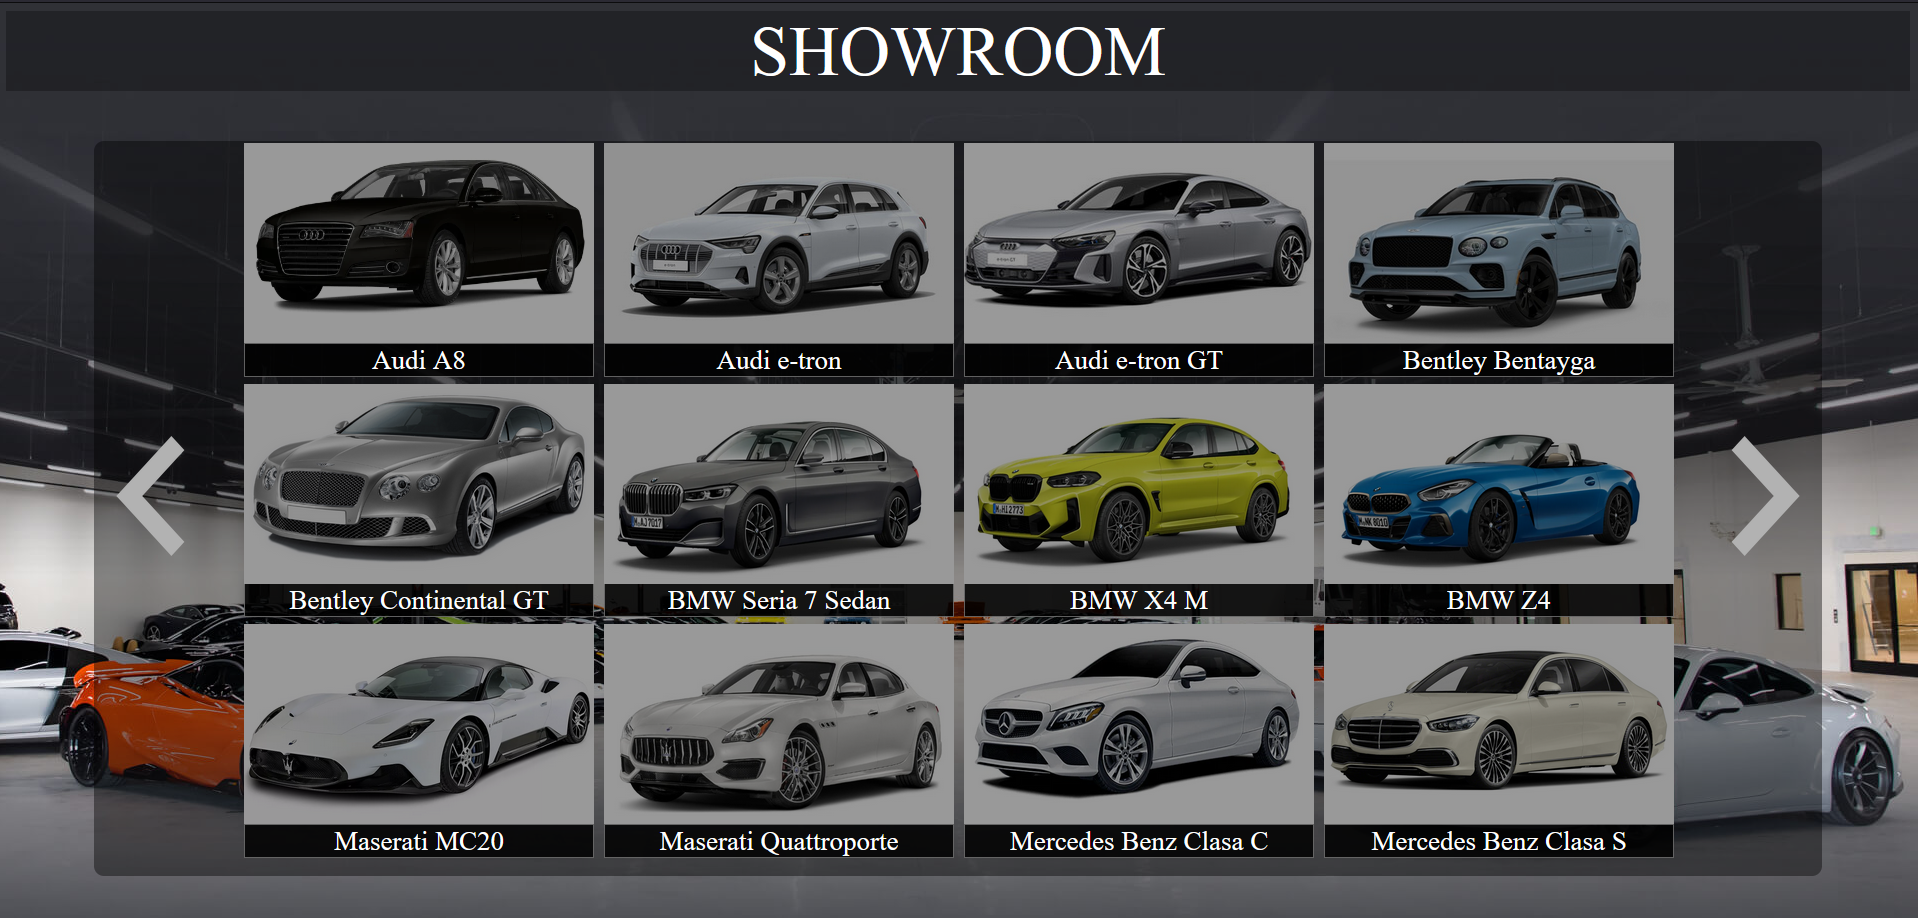 SHOWROOM
Audi A8
Audi e-tron
Audi e-tron GT
Bentley Bentayga
Bentley Continental GT
BMW Seria 7 Sedan
BMW X4 M
BMW Z4
Maserati MC20
Maserati Quattroporte
Mercedes Benz Clasa C
Mercedes Benz Clasa S